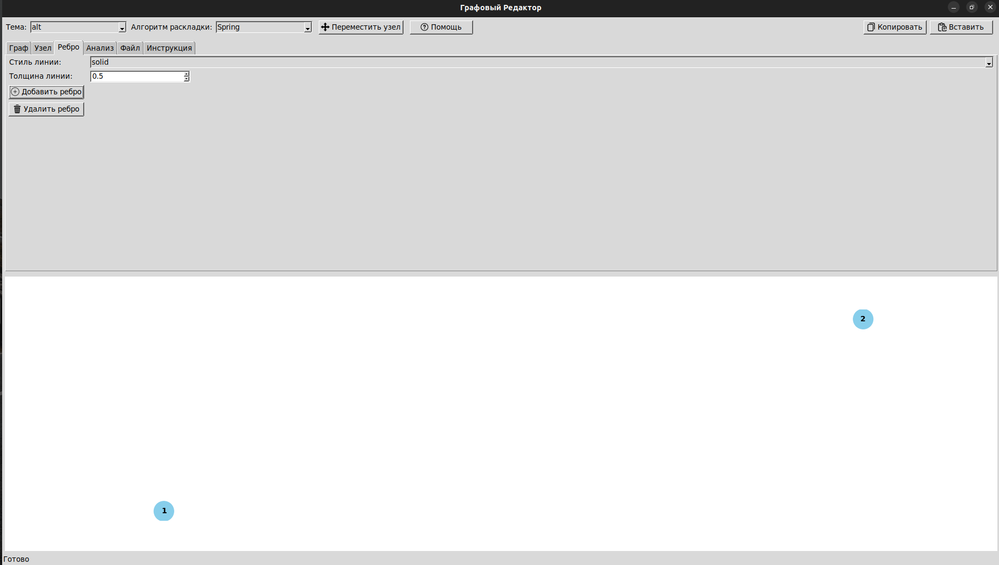 Графовый Редактор
Тема: alt Алгоритм раскладки: Spring Переместить узел Помощь Копировать Вставить
Граф Узел Ребро Анализ Файл Инструкция
Стиль линии: solid
Толщина линии: 0.5
Добавить ребро
Удалить ребро
2
1
Готово